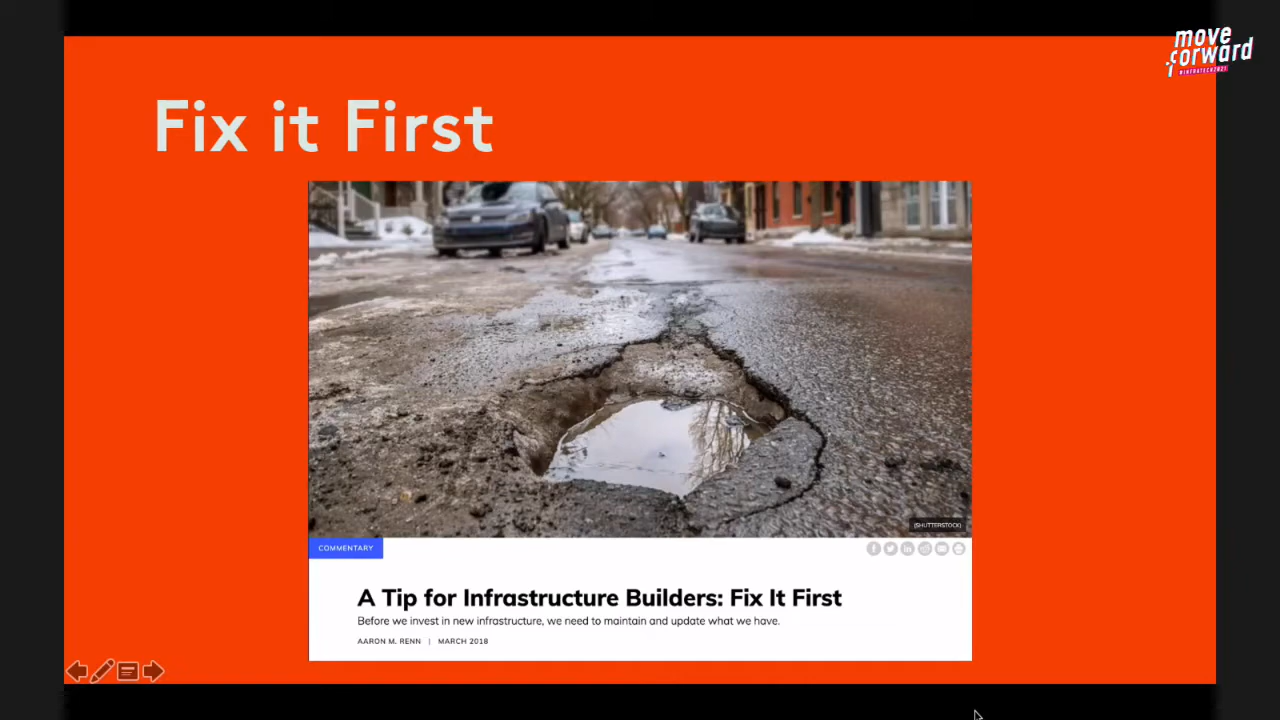 move
forward
#INFRATECH2021
Fix it First
(SHUTTERSTOCK)
COMMENTARY
A Tip for Infrastructure Builders: Fix It First
Before we invest in new infrastructure, we need to maintain and update what we have.
AARON M. RENN | MARCH 2018